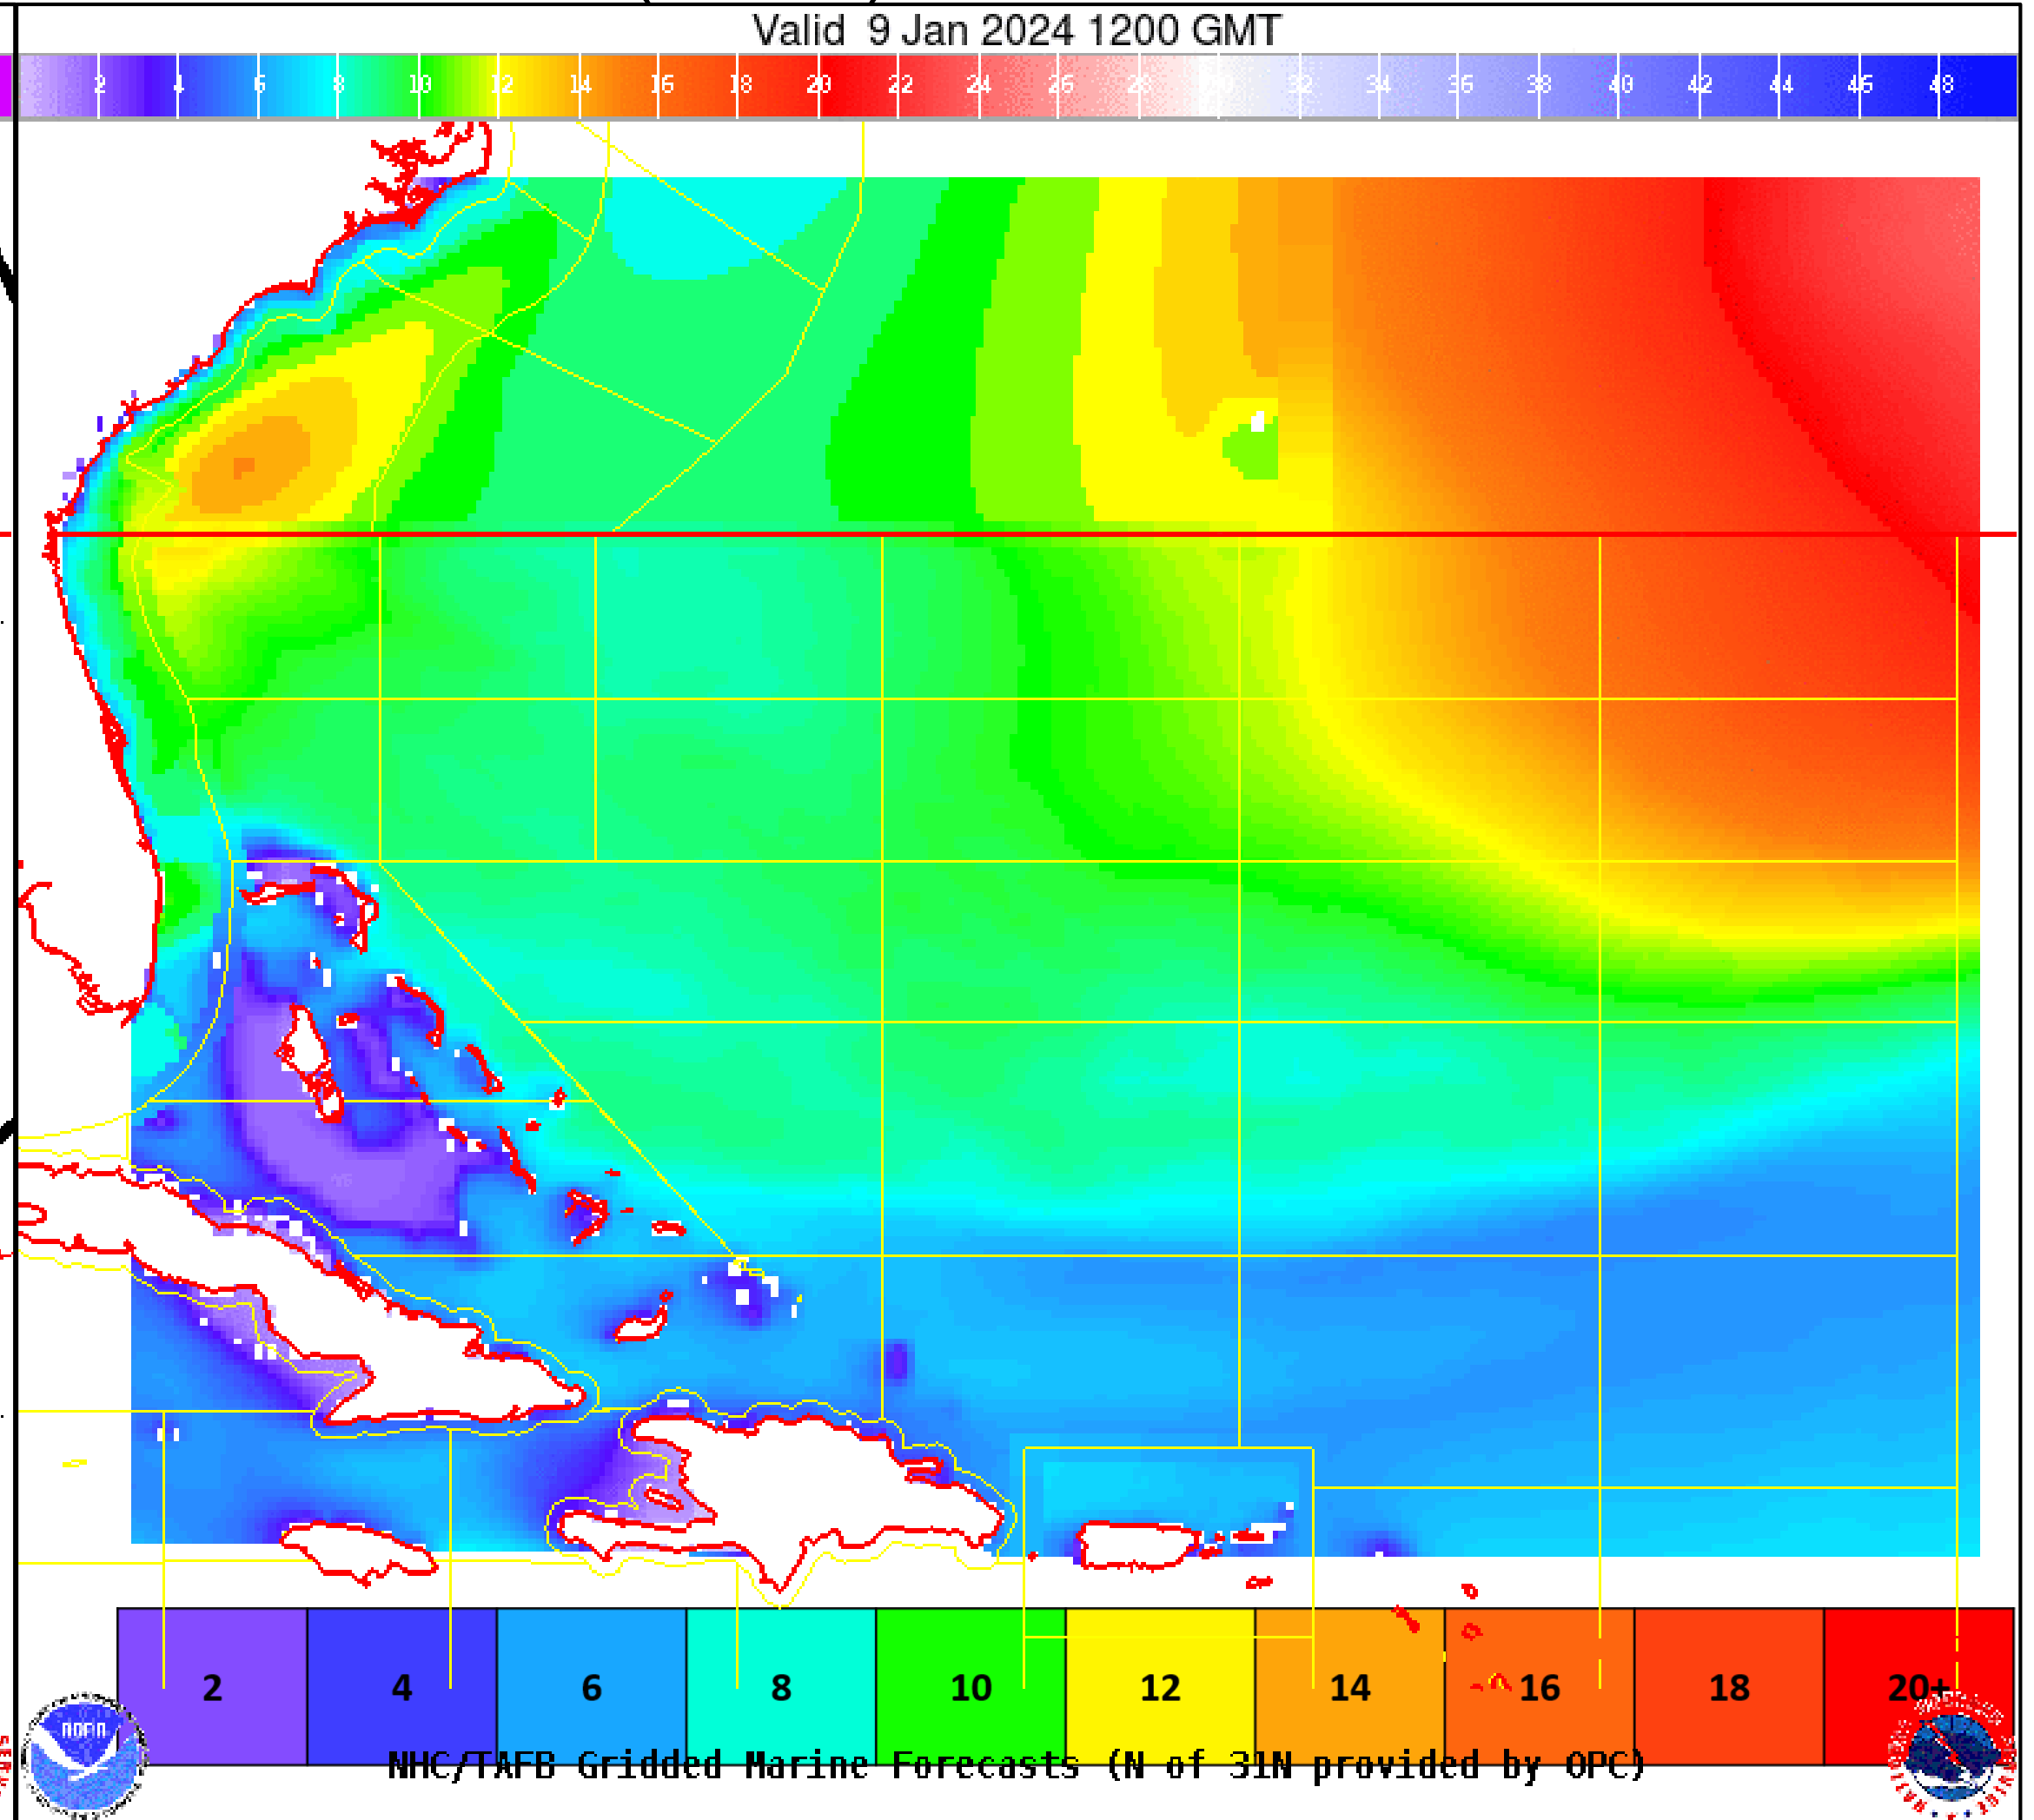 Valid 9 Jan 2024 1200 GMT
2 4 6 8 10 12 14 16 18 20 22 24 26 28 30 32 34 36 38 40 42 44 46 48
2 4 6 8 10 12 14 16 18 20+
NOAA
NHC/TAFB Gridded Marine Forecasts (N of 31N provided by OPC)